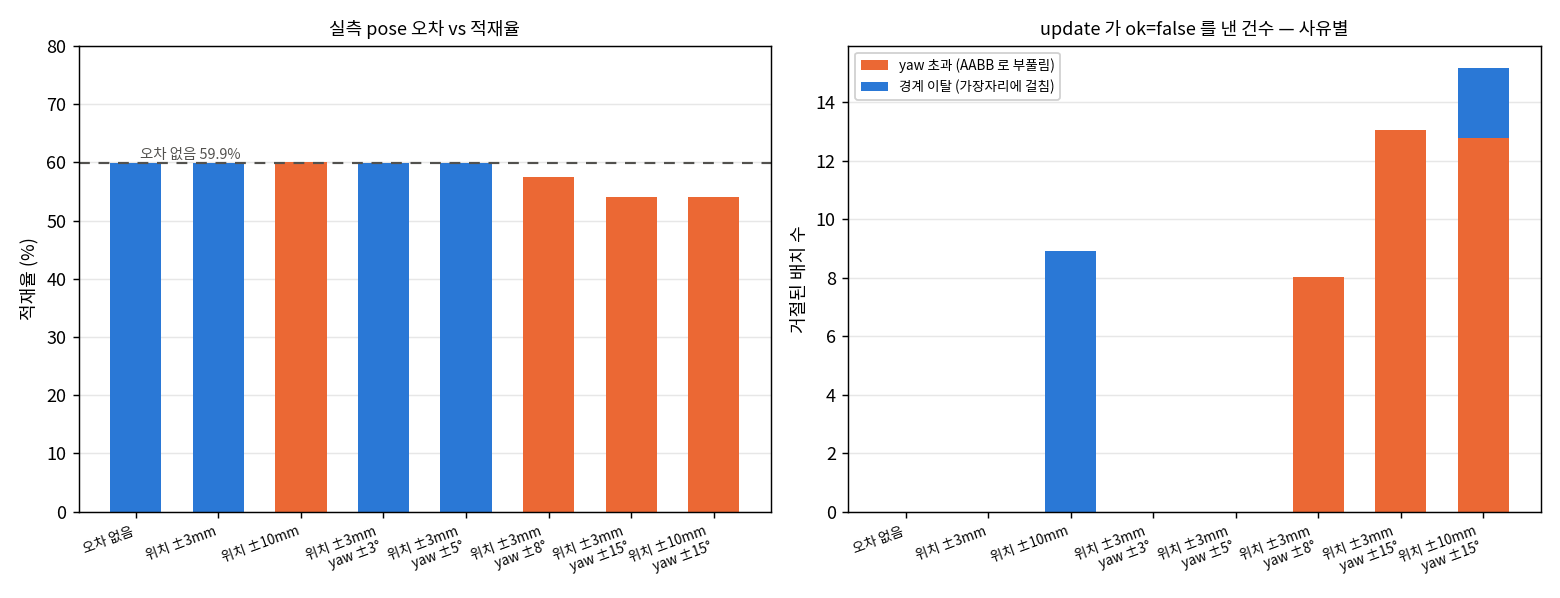 실측 pose 오차 vs 적재율
적재율 (%)
80
70
60
50
40
30
20
10
0
오차 없음 59.9%
오차 없음
위치 ±3mm
위치 ±10mm
위치 ±3mm
yaw ±3°
위치 ±3mm
yaw ±5°
위치 ±3mm
yaw ±8°
위치 ±3mm
yaw ±15°
위치 ±10mm
yaw ±15°
update 가 ok=false 를 낸 건수 — 사유별
거절된 배치 수
14
12
10
8
6
4
2
0
yaw 초과 (AABB 로 부풀림)
경계 이탈 (가장자리에 걸침)
오차 없음
위치 ±3mm
위치 ±10mm
위치 ±3mm
yaw ±3°
위치 ±3mm
yaw ±5°
위치 ±3mm
yaw ±8°
위치 ±3mm
yaw ±15°
위치 ±10mm
yaw ±15°